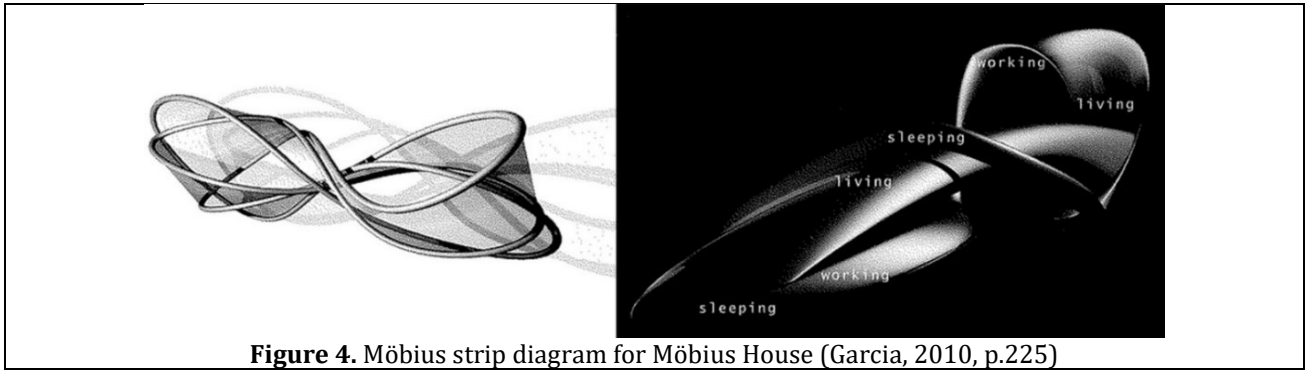 working
living
sleeping
living
working
sleeping
Figure 4. Möbius strip diagram for Möbius House (Garcia, 2010, p.225)